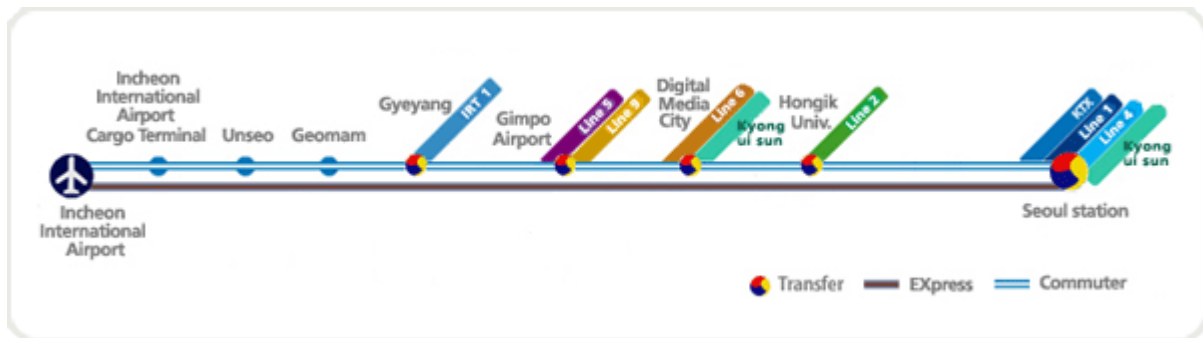 Incheon
International
Airport
Cargo Terminal
Unseo
Geomam
Gyeyang
IRT 1
Gimpo
Airport
Line 5
Line 9
Digital
Media
City
Line 6
Kyong
ui sun
Hongik
Univ.
Line 2
KTX
Line 1
Line 4
Kyong
ui sun
Incheon
International
Airport
Seoul station
Transfer
EXpress
Commuter